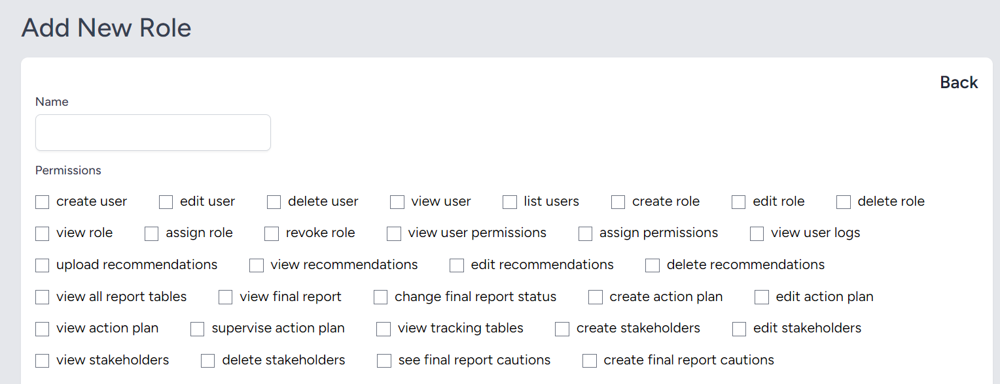 Add New Role
Back
Name
Permissions
create user edit user delete user view user list users create role edit role delete role
view role assign role revoke role view user permissions assign permissions view user logs
upload recommendations view recommendations edit recommendations delete recommendations
view all report tables view final report change final report status create action plan edit action plan
view action plan supervise action plan view tracking tables create stakeholders edit stakeholders
view stakeholders delete stakeholders see final report cautions create final report cautions